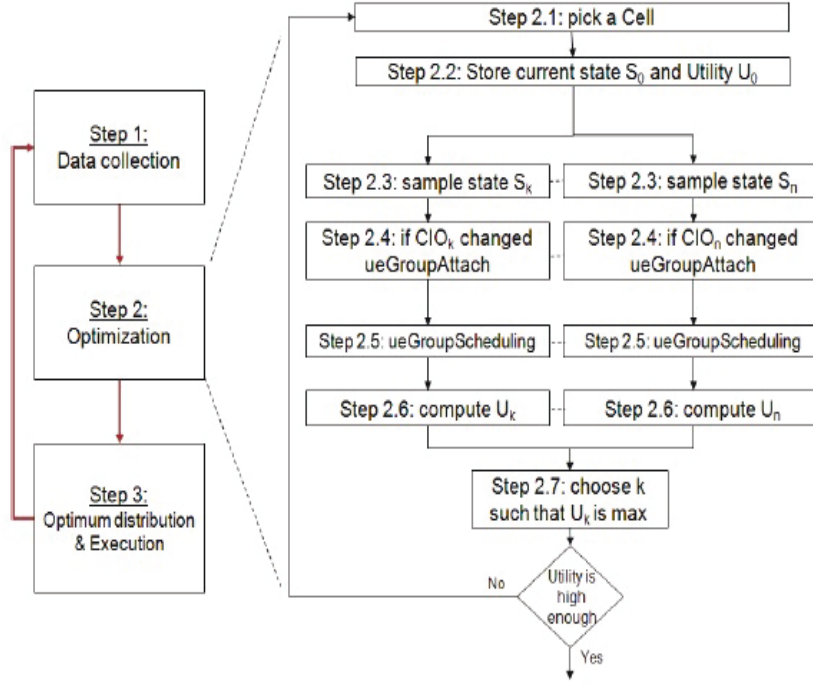 Step 1:
Data collection
Step 2:
Optimization
Step 3:
Optimum distribution
& Execution
Step 2.1: pick a Cell
Step 2.2: Store current state S₀ and Utility U₀
Step 2.3: sample state Sₖ
Step 2.3: sample state Sₙ
Step 2.4: if CIOₖ changed
ueGroupAttach
Step 2.4: if CIOₙ changed
ueGroupAttach
Step 2.5: ueGroupScheduling
Step 2.5: ueGroupScheduling
Step 2.6: compute Uₖ
Step 2.6: compute Uₙ
Step 2.7: choose k
such that Uₖ is max
Utility is
high
enough
No
Yes